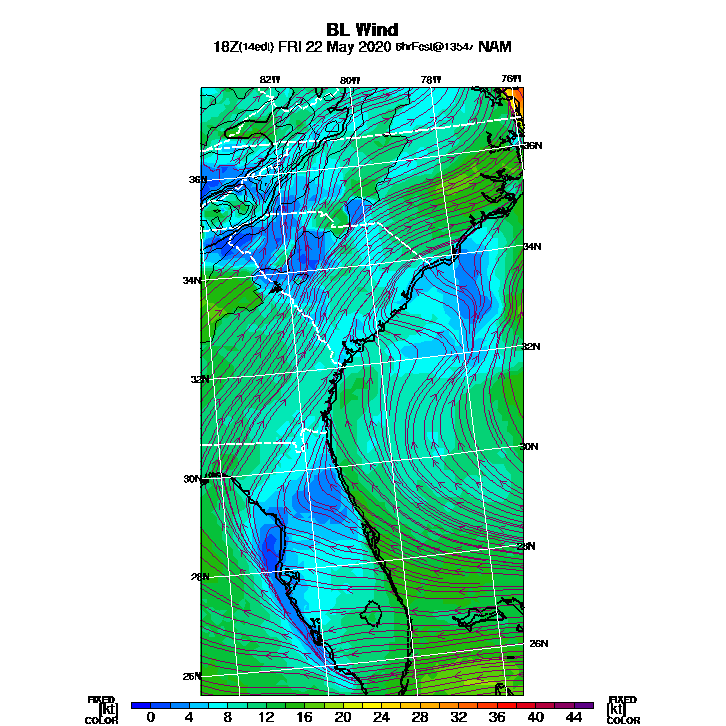 BL Wind
18Z(14edt) FRI 22 May 2020 6hrFcst@1354z NAM
82W 80W 78W 76W
36N
36N
34N
34N
32N
32N
30N
30N
28N
28N
26N
26N
FIXED [kt] COLOR
0 4 8 12 16 20 24 28 32 36 40 44
FIXED [kt] COLOR